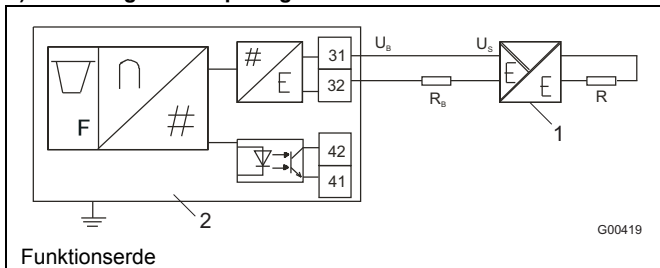 31
U_B
U_S
#
E
32
E
E
F
∩
#
R_B
R
1
42
41
2
G00419
Funktionserde